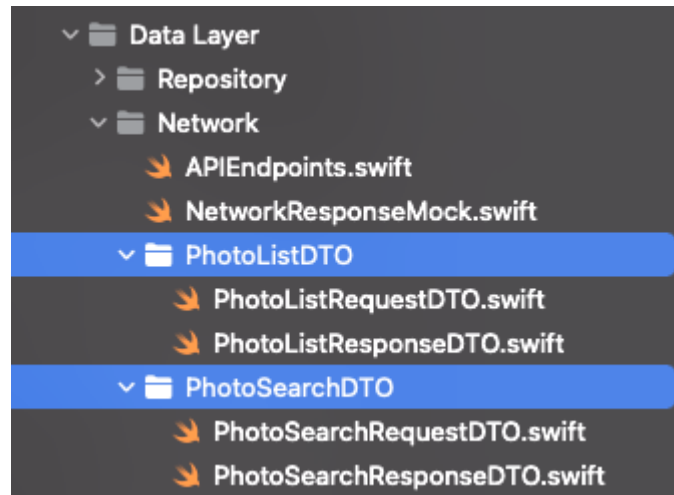 Data Layer
Repository
Network
APIEndpoints.swift
NetworkResponseMock.swift
PhotoListDTO
PhotoListRequestDTO.swift
PhotoListResponseDTO.swift
PhotoSearchDTO
PhotoSearchRequestDTO.swift
PhotoSearchResponseDTO.swift